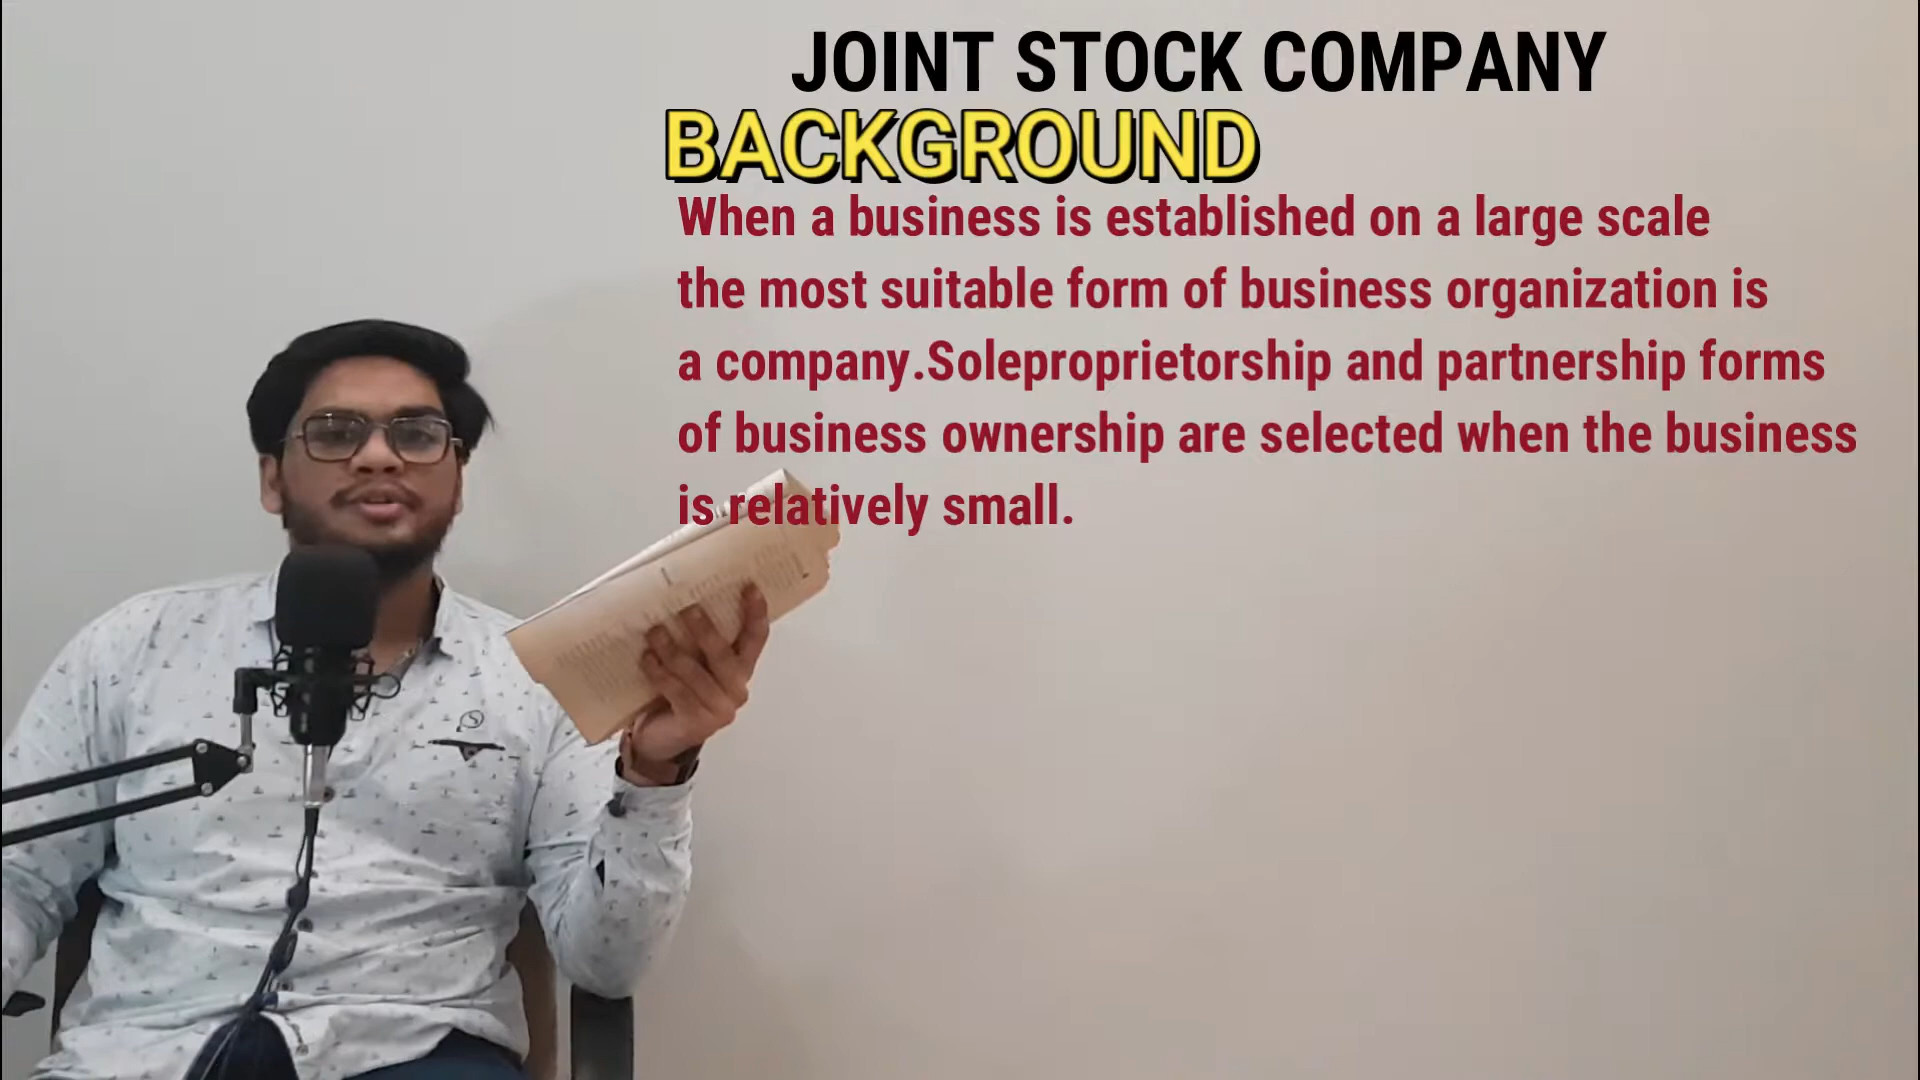 JOINT STOCK COMPANY
BACKGROUND
When a business is established on a large scale
the most suitable form of business organization is
a company.Soleproprietorship and partnership forms
of business ownership are selected when the business
is relatively small.